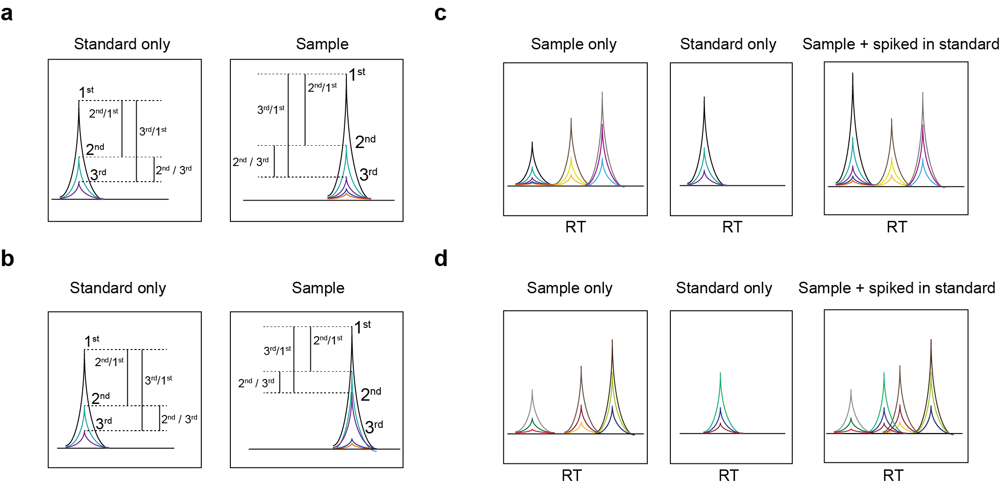 a
Standard only
Sample
1st
2nd/1st
3rd/1st
2nd
3rd
2nd / 3rd
1st
2nd/1st
3rd/1st
2nd
2nd / 3rd
3rd
b
Standard only
Sample
1st
2nd/1st
3rd/1st
2nd
3rd
2nd / 3rd
1st
2nd/1st
3rd/1st
2nd / 3rd
2nd
3rd
c
Sample only
Standard only
Sample + spiked in standard
RT
RT
RT
d
Sample only
Standard only
Sample + spiked in standard
RT
RT
RT